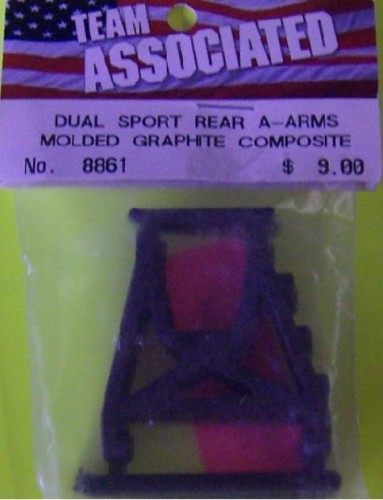 TEAM
ASSOCIATED
DUAL SPORT REAR A-ARMS
MOLDED GRAPHITE COMPOSITE
No. 8861 $ 9.00